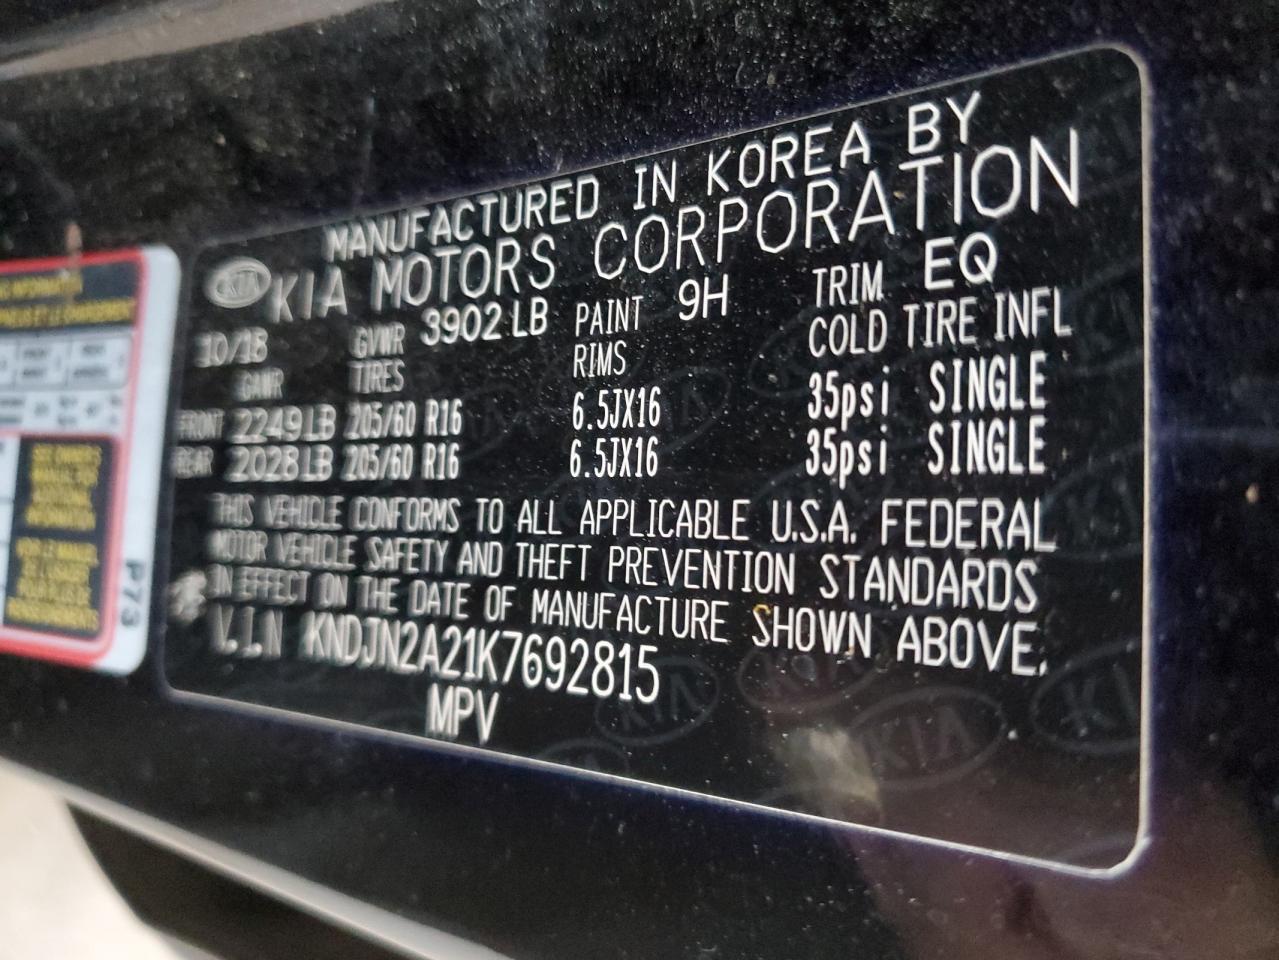 MANUFACTURED IN KOREA BY
KIA KIA MOTORS CORPORATION
10/18 GVWR 3902 LB PAINT 9H TRIM EQ
GAWR TIRES RIMS COLD TIRE INFL
FRONT 2249 LB 205/60 R16 6.5JX16 35psi SINGLE
REAR 2028 LB 205/60 R16 6.5JX16 35psi SINGLE
THIS VEHICLE CONFORMS TO ALL APPLICABLE U.S.A. FEDERAL
MOTOR VEHICLE SAFETY AND THEFT PREVENTION STANDARDS
IN EFFECT ON THE DATE OF MANUFACTURE SHOWN ABOVE.
V.I.N KNDJN2A21K7692815
MPV
P73